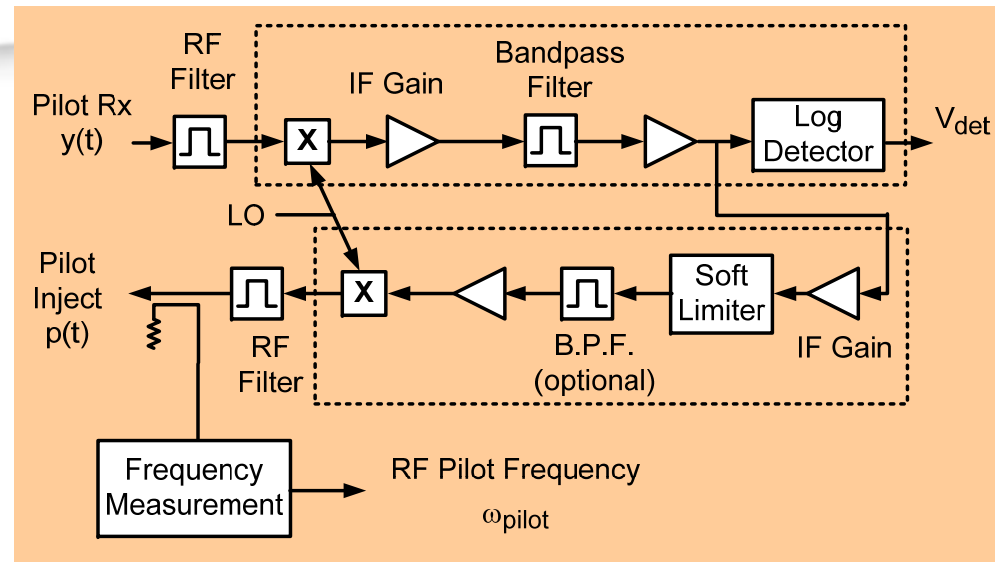 RF
Filter
Pilot Rx
y(t)
X
IF Gain
Bandpass
Filter
Log
Detector
V_det
LO
Pilot
Inject
p(t)
RF
Filter
X
B.P.F.
(optional)
Soft
Limiter
IF Gain
Frequency
Measurement
RF Pilot Frequency
ω_pilot